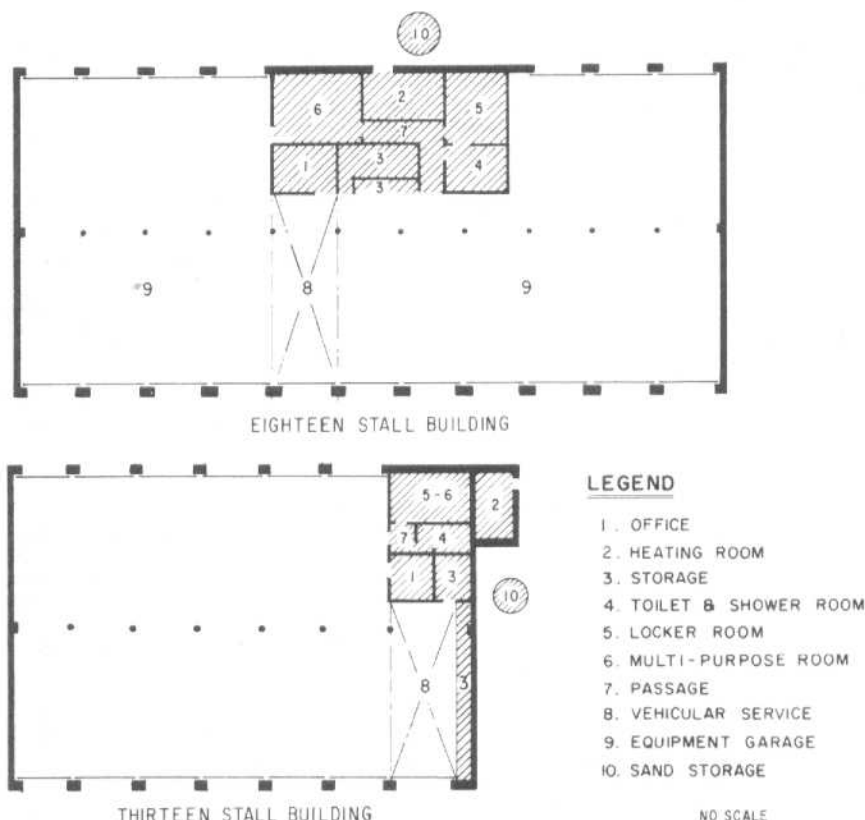 10
6
2
5
7
3
1
3
4
3
9
8
9
EIGHTEEN STALL BUILDING
5-6
2
7
4
1
3
10
8
3
THIRTEEN STALL BUILDING
LEGEND
1. OFFICE
2. HEATING ROOM
3. STORAGE
4. TOILET & SHOWER ROOM
5. LOCKER ROOM
6. MULTI-PURPOSE ROOM
7. PASSAGE
8. VEHICULAR SERVICE
9. EQUIPMENT GARAGE
10. SAND STORAGE
NO SCALE